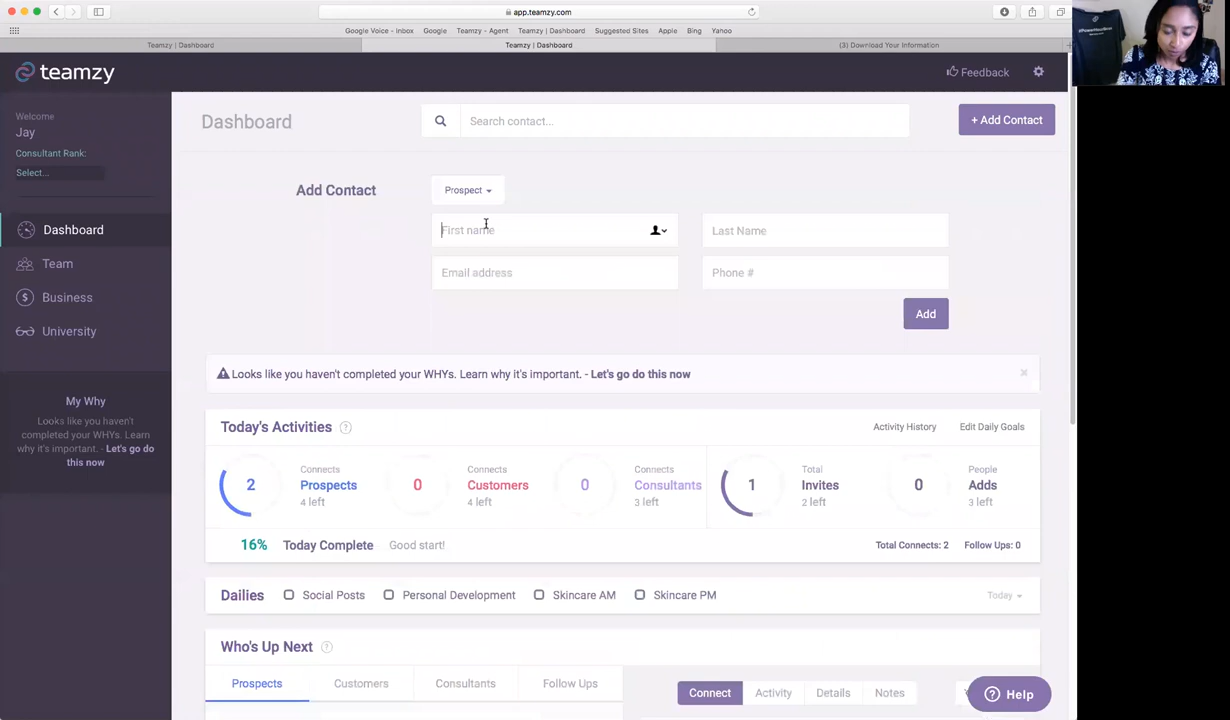 app.teamzy.com
Google Voice - Inbox Google Teamzy - Agent Teamzy | Dashboard Suggested Sites Apple Bing Yahoo
Teamzy | Dashboard Teamzy | Dashboard (3) Download Your Information
teamzy Feedback
Welcome
Jay
Consultant Rank:
Select...
Dashboard
Team
Business
University
My Why
Looks like you haven't
completed your WHYs. Learn
why it's important. - Let's go do
this now
Dashboard Search contact... + Add Contact
Add Contact Prospect
First name Last Name
Email address Phone #
Add
Looks like you haven't completed your WHYs. Learn why it's important. - Let's go do this now ×
Today's Activities ? Activity History Edit Daily Goals
2 Connects Prospects 4 left
0 Connects Customers 4 left
0 Connects Consultants 3 left
1 Total Invites 2 left
0 People Adds 3 left
16% Today Complete Good start! Total Connects: 2 Follow Ups: 0
Dailies Social Posts Personal Development Skincare AM Skincare PM Today
Who's Up Next ?
Prospects Customers Consultants Follow Ups
Connect Activity Details Notes
? Help